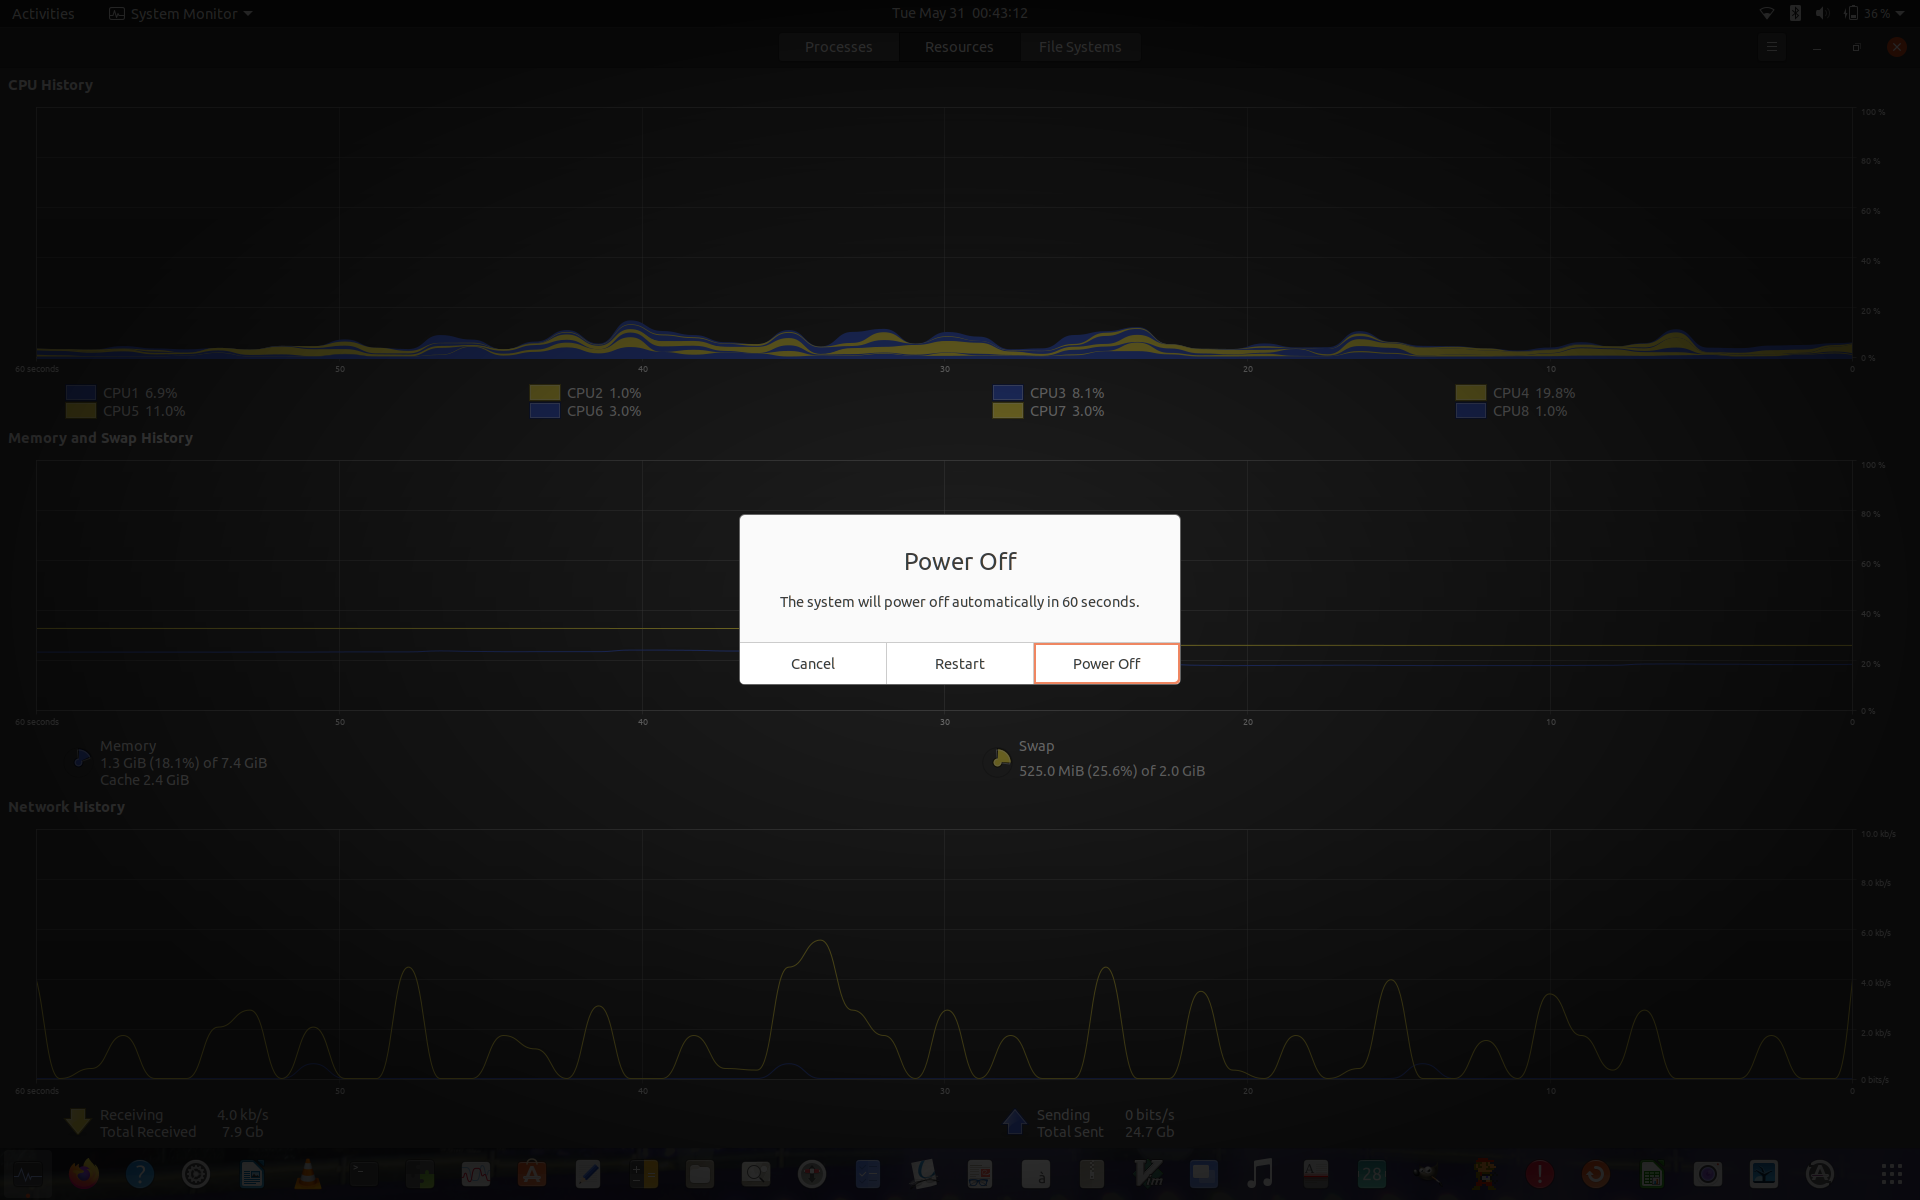 Activities
System Monitor
Tue May 31 00:43:12
36 %
Processes
Resources
File Systems
CPU History
100 %
80 %
60 %
40 %
20 %
0 %
60 seconds
50
40
30
20
10
0
CPU1 6.9%
CPU2 1.0%
CPU3 8.1%
CPU4 19.8%
CPU5 11.0%
CPU6 3.0%
CPU7 3.0%
CPU8 1.0%
Memory and Swap History
100 %
80 %
60 %
40 %
20 %
0 %
Power Off
The system will power off automatically in 60 seconds.
Cancel
Restart
Power Off
60 seconds
50
40
30
20
10
0
Memory
1.3 GiB (18.1%) of 7.4 GiB
Cache 2.4 GiB
Swap
525.0 MiB (25.6%) of 2.0 GiB
Network History
10.0 kb/s
8.0 kb/s
6.0 kb/s
4.0 kb/s
2.0 kb/s
0 bits/s
60 seconds
50
40
30
20
10
0
Receiving 4.0 kb/s
Total Received 7.9 Gb
Sending 0 bits/s
Total Sent 24.7 Gb
28